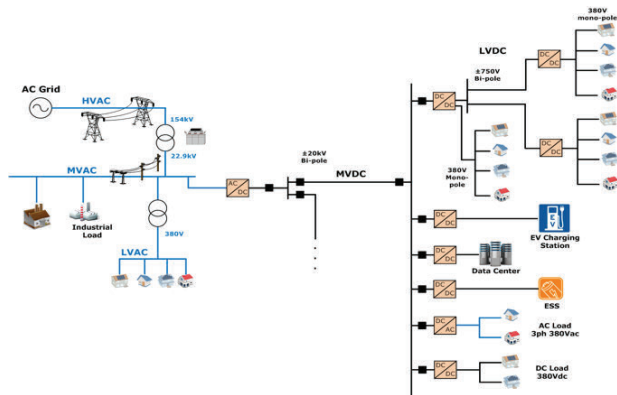 380V
mono-pole
LVDC
DC
DC
±750V
Bi-pole
AC Grid
HVAC
154kV
22.9kV
DC
DC
±20kV
Bi-pole
MVDC
MVAC
AC
DC
380V
Mono-
pole
DC
DC
Industrial
Load
380V
LVAC
DC
DC
EV
EV Charging
Station
DC
DC
Data Center
DC
DC
ESS
DC
AC
AC Load
3ph 380Vac
DC
DC
DC Load
380Vdc